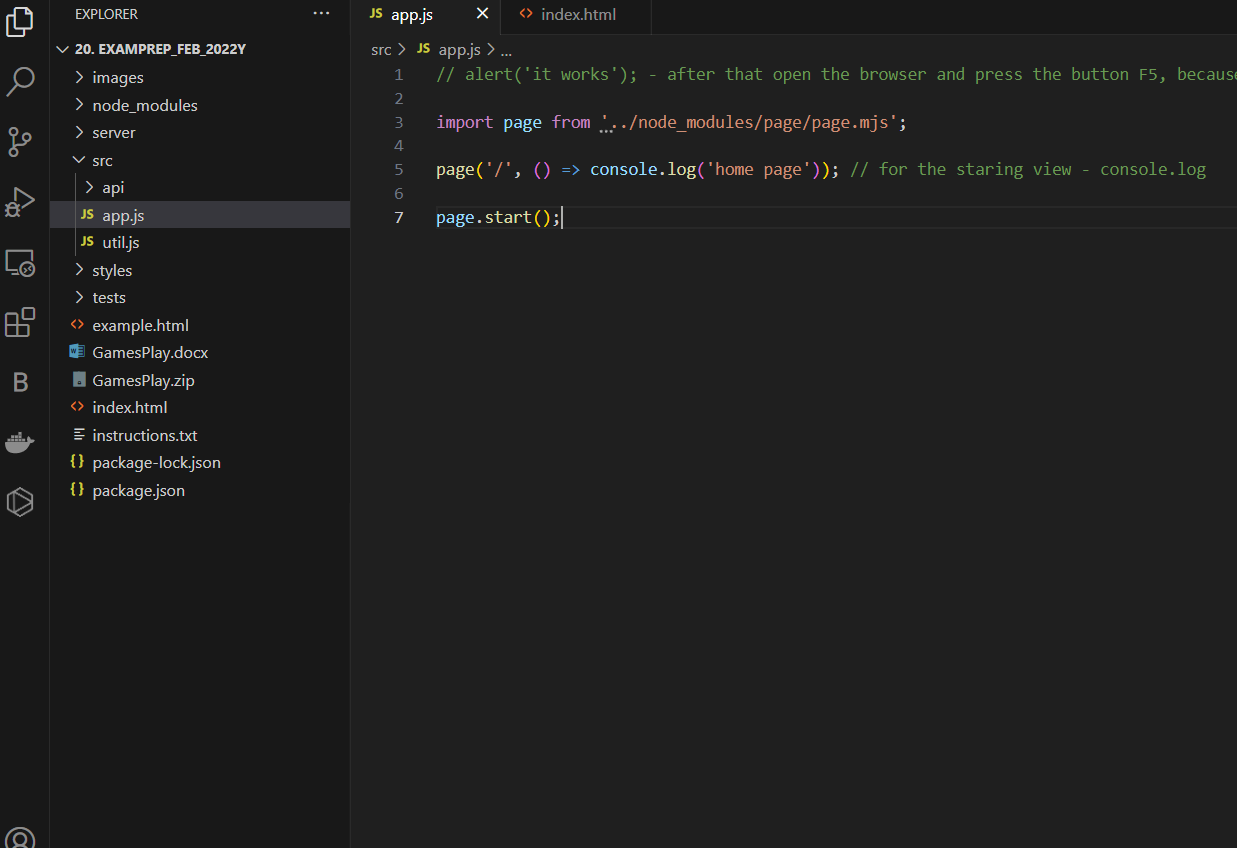 EXPLORER
20. EXAMPREP_FEB_2022Y
images
node_modules
server
src
api
JS app.js
JS util.js
styles
tests
<> example.html
GamesPlay.docx
GamesPlay.zip
<> index.html
instructions.txt
{} package-lock.json
{} package.json
B
JS app.js
<> index.html
src > JS app.js > ...
1 // alert('it works'); - after that open the browser and press the button F5, because
2
3 import page from '../node_modules/page/page.mjs';
4
5 page('/', () => console.log('home page')); // for the staring view - console.log
6
7 page.start();